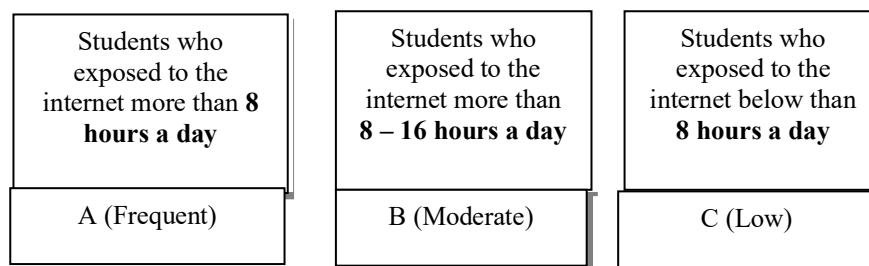 Students who
exposed to the
internet more than 8
hours a day
A (Frequent)
Students who
exposed to the
internet more than
8 – 16 hours a day
B (Moderate)
Students who
exposed to the
internet below than
8 hours a day
C (Low)